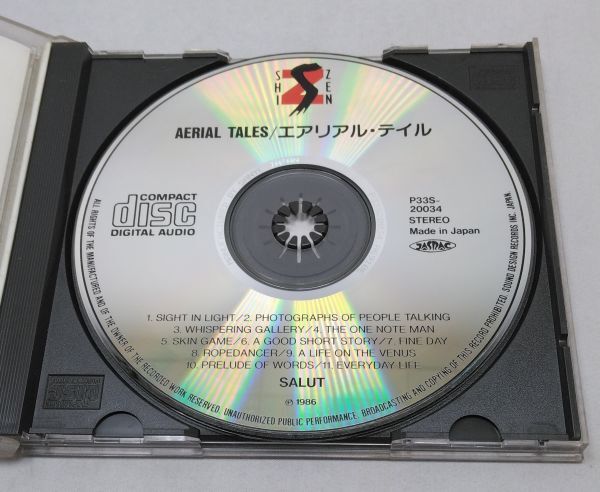 SHI
ZEN
S
Z
AERIAL TALES/エアリアル・テイル
COMPACT
disc
DIGITAL AUDIO
P33S-
20034
STEREO
Made in Japan
JASRAC
1. SIGHT IN LIGHT/2. PHOTOGRAPHS OF PEOPLE TALKING
3. WHISPERING GALLERY/4. THE ONE NOTE MAN
5. SKIN GAME/6. A GOOD SHORT STORY/7. FINE DAY
8. ROPEDANCER/9. A LIFE ON THE VENUS
10. PRELUDE OF WORDS/11. EVERYDAY LIFE
SALUT
Ⓟ 1986
ALL RIGHTS OF THE MANUFACTURER AND OF THE OWNER OF THE RECORDED WORK RESERVED. UNAUTHORIZED PUBLIC PERFORMANCE, BROADCASTING AND COPYING OF THIS RECORD PROHIBITED. SOUND DESIGN RECORDS INC. JAPAN.